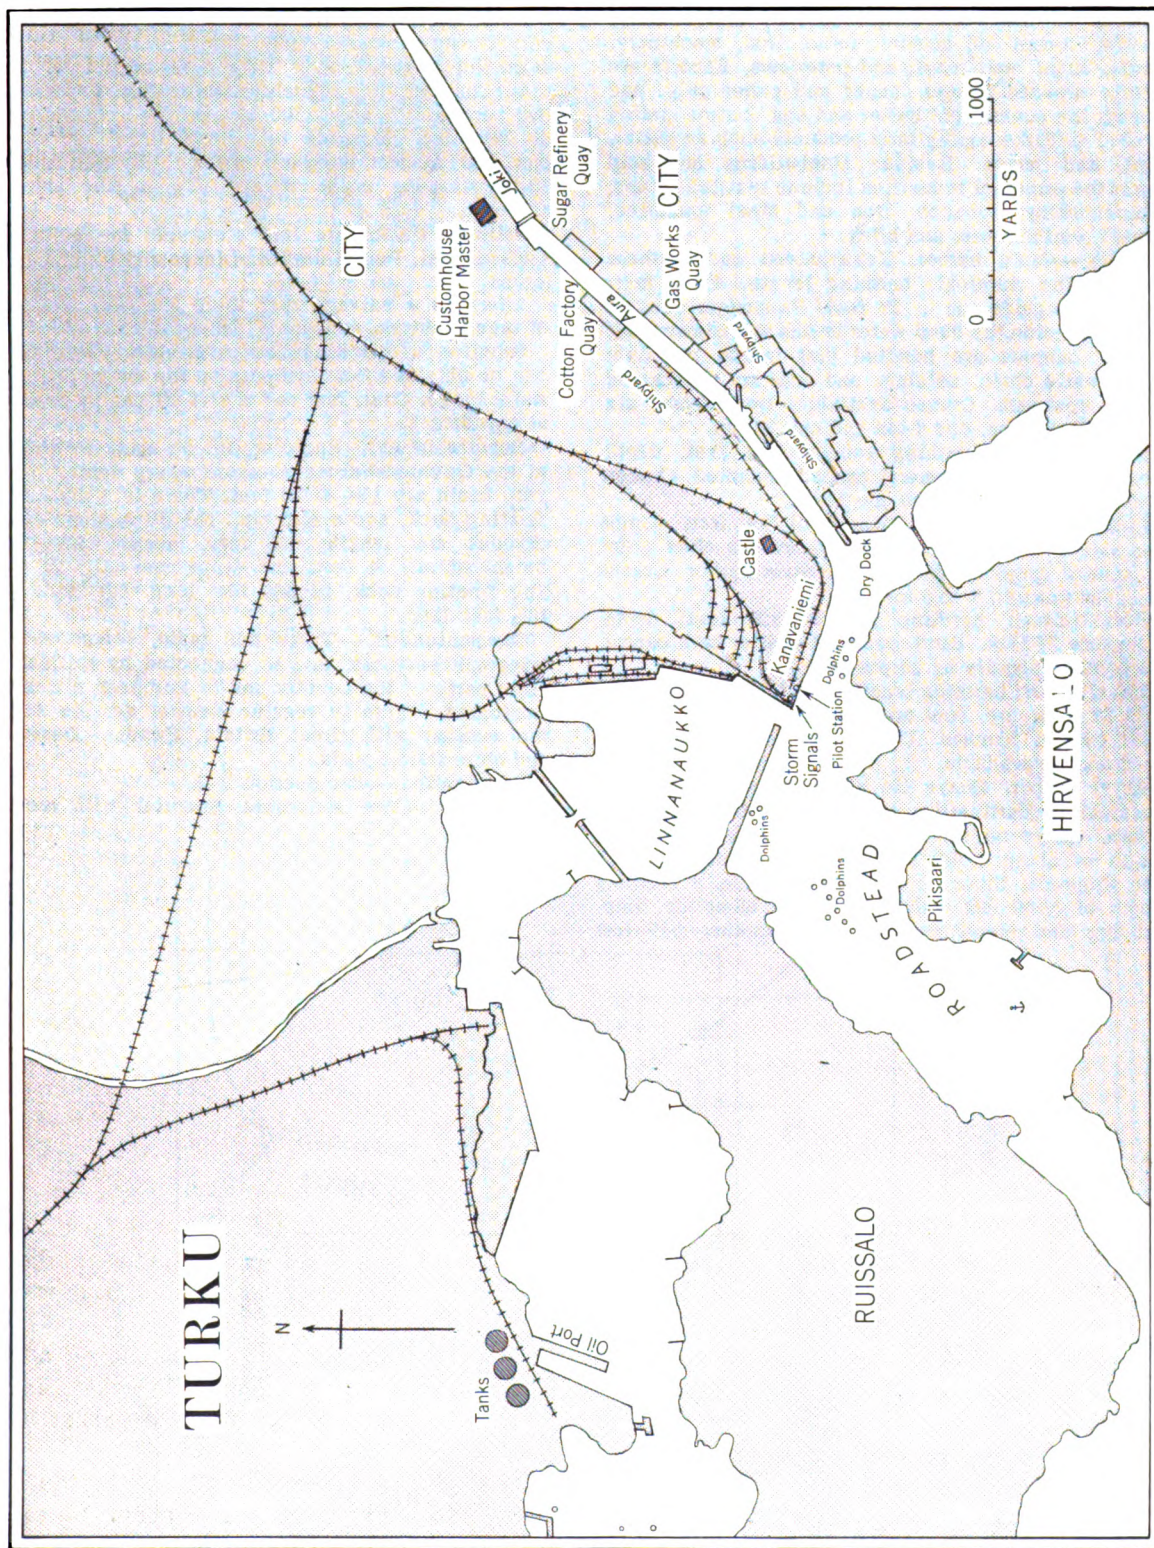 TURKU
N
Tanks
Oil Port
CITY
Customhouse
Harbor Master
Joki
Sugar Refinery
Quay
Cotton Factory
Quay
Aura
CITY
Gas Works
Quay
Shipyard
Shipyard
Shipyard
Castle
Kanavaniemi
Dry Dock
LINNANAUKKO
Storm
Signals
Pilot Station
Dolphins
Dolphins
Dolphins
ROADSTEAD
Pikisaari
RUISSALO
HIRVENSALO
0 1000
YARDS